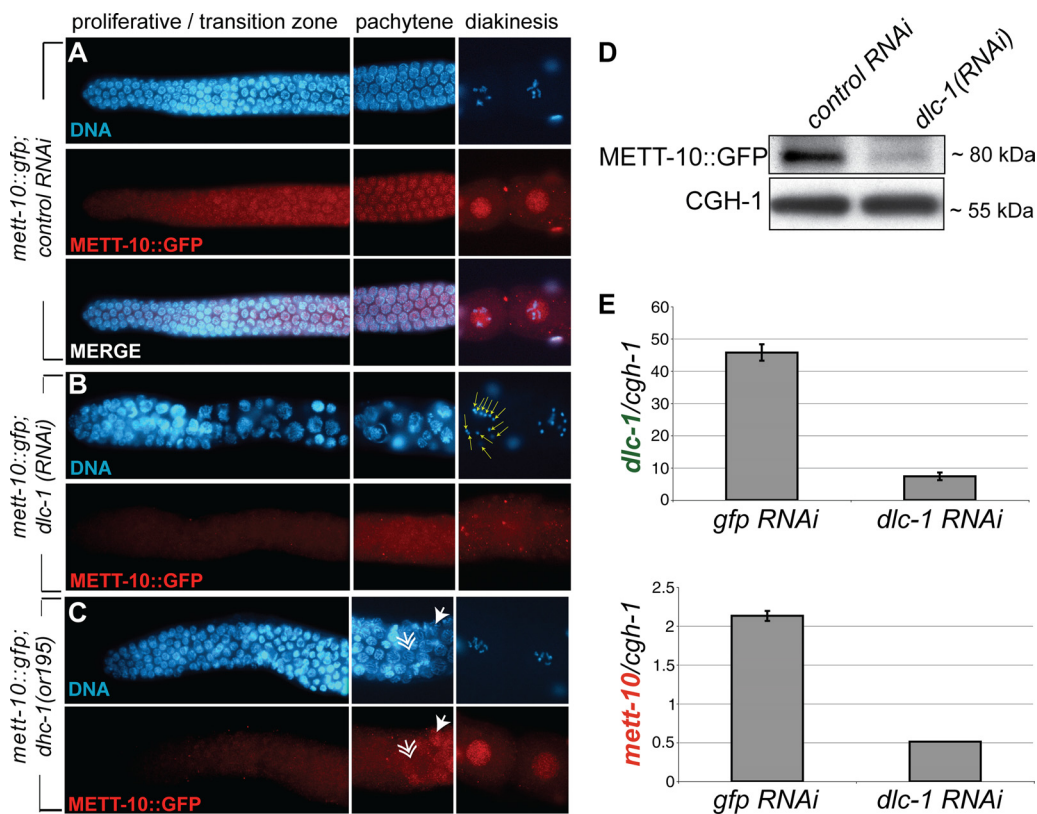 proliferative / transition zone
pachytene
diakinesis
mett-10::gfp;
control RNAi
A
DNA
METT-10::GFP
MERGE
mett-10::gfp;
dlc-1 (RNAi)
B
DNA
METT-10::GFP
mett-10::gfp;
dhc-1(or195)
C
DNA
METT-10::GFP
D
control RNAi
dlc-1(RNAi)
METT-10::GFP
~ 80 kDa
CGH-1
~ 55 kDa
E
dlc-1/cgh-1
60
50
40
30
20
10
0
gfp RNAi
dlc-1 RNAi
mett-10/cgh-1
2.5
2
1.5
1
0.5
0
gfp RNAi
dlc-1 RNAi